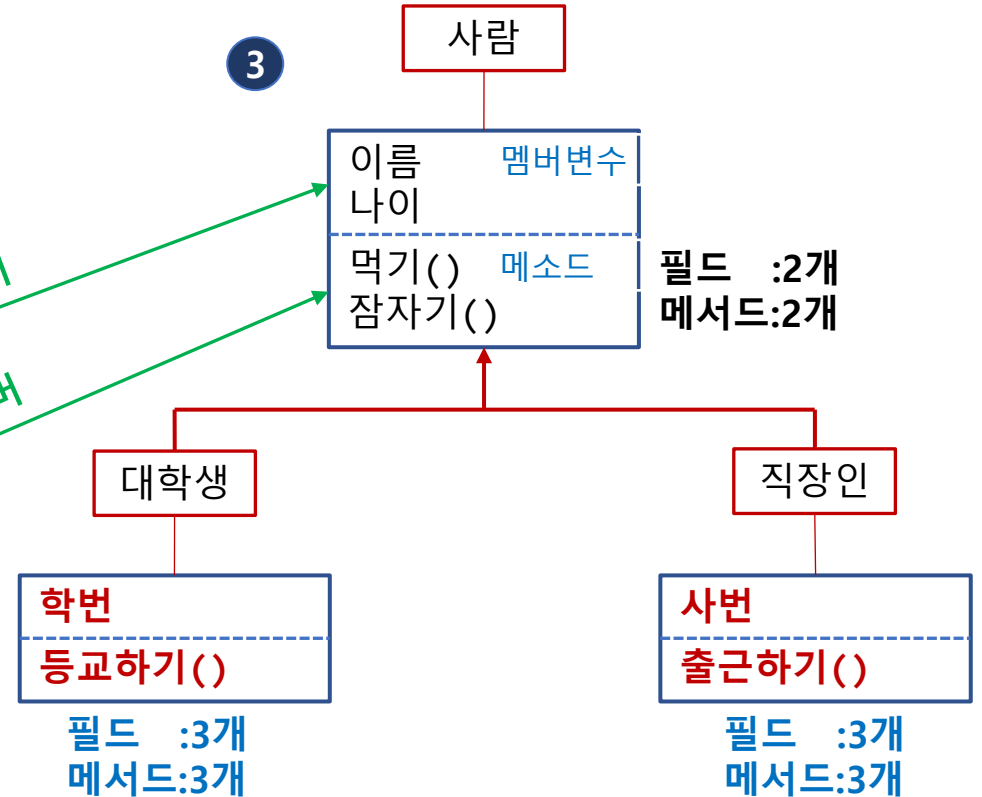 3
사람
이름 멤버변수
나이
먹기() 메소드
잠자기()
필드 :2개
메서드:2개
대학생
직장인
학번
등교하기()
사번
출근하기()
필드 :3개
메서드:3개
필드 :3개
메서드:3개